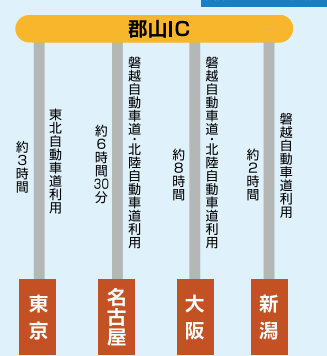 郡山IC
約3時間
東北自動車道利用
約6時間30分
磐越自動車道・北陸自動車道利用
約8時間
磐越自動車道・北陸自動車道利用
約2時間
磐越自動車道利用
東京
名古屋
大阪
新潟